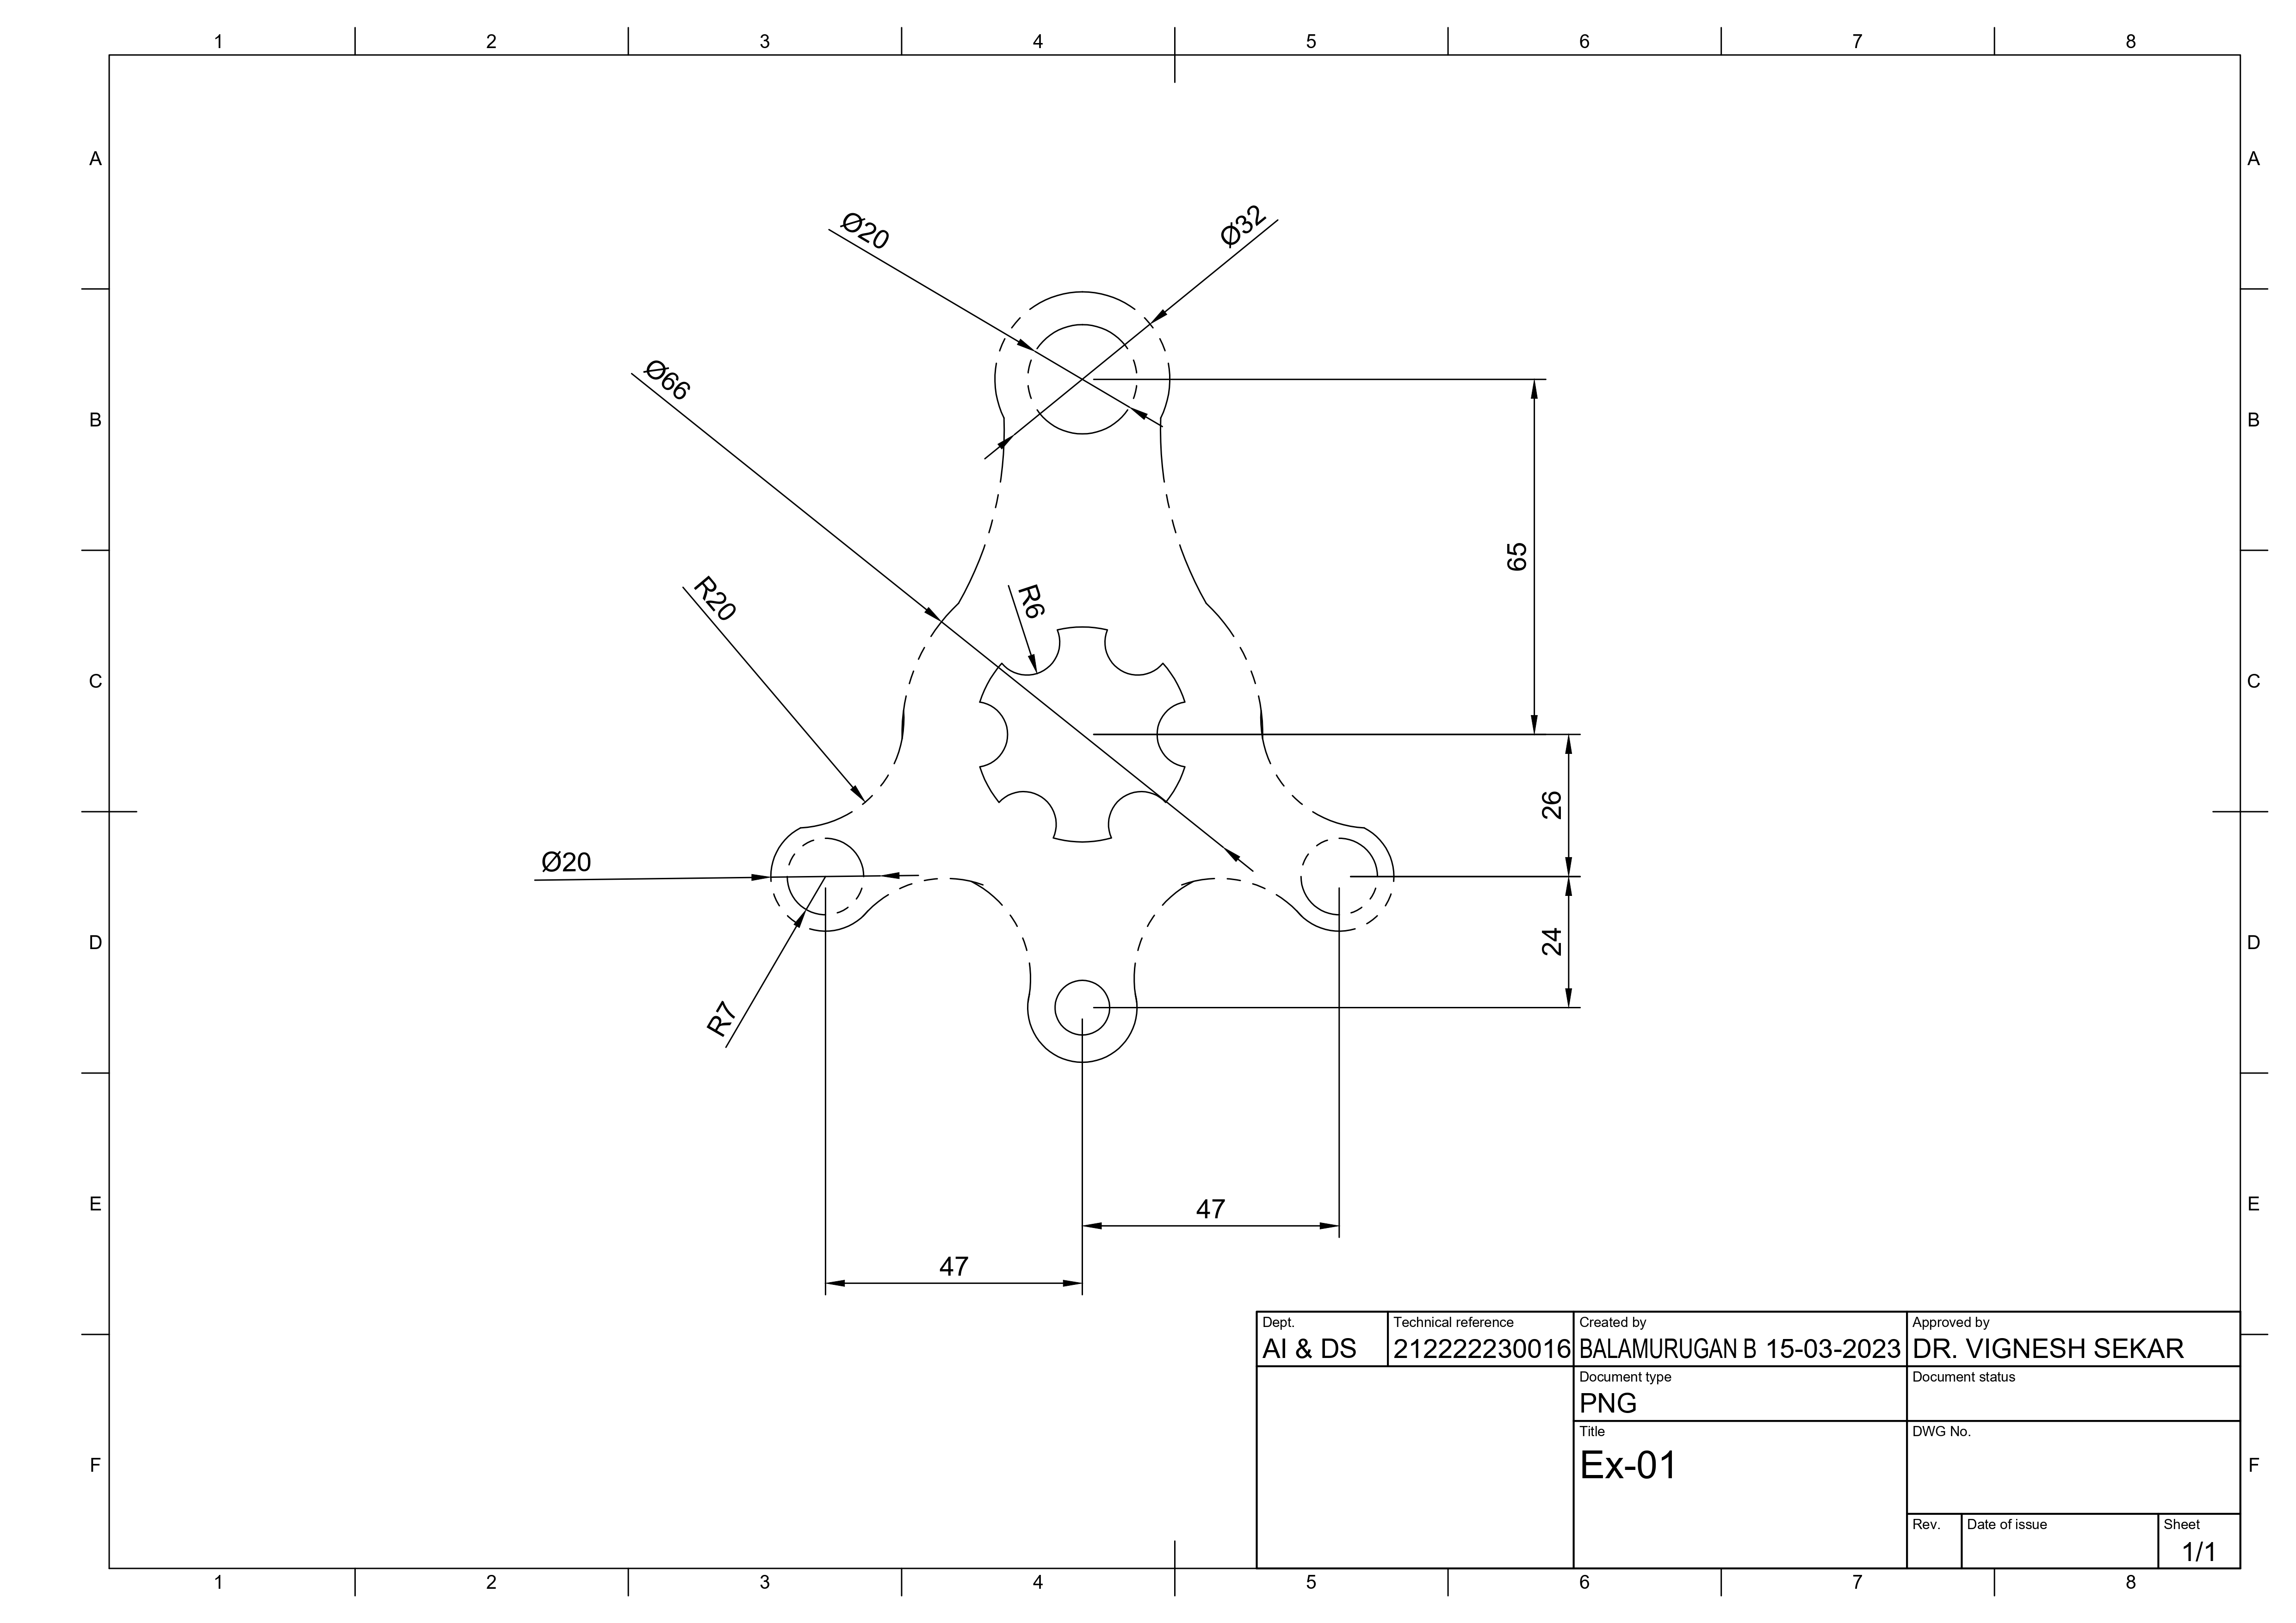 1 2 3 4 5 6 7 8
A A
Ø20 Ø32
Ø66
B B
65
R20 R6
C C
26
Ø20
24
D D
R7
E E
47
47
Dept. Technical reference Created by Approved by
AI & DS 212222230016 BALAMURUGAN B 15-03-2023 DR. VIGNESH SEKAR
Document type Document status
PNG
Title DWG No.
Ex-01
F F
Rev. Date of issue Sheet
1/1
1 2 3 4 5 6 7 8